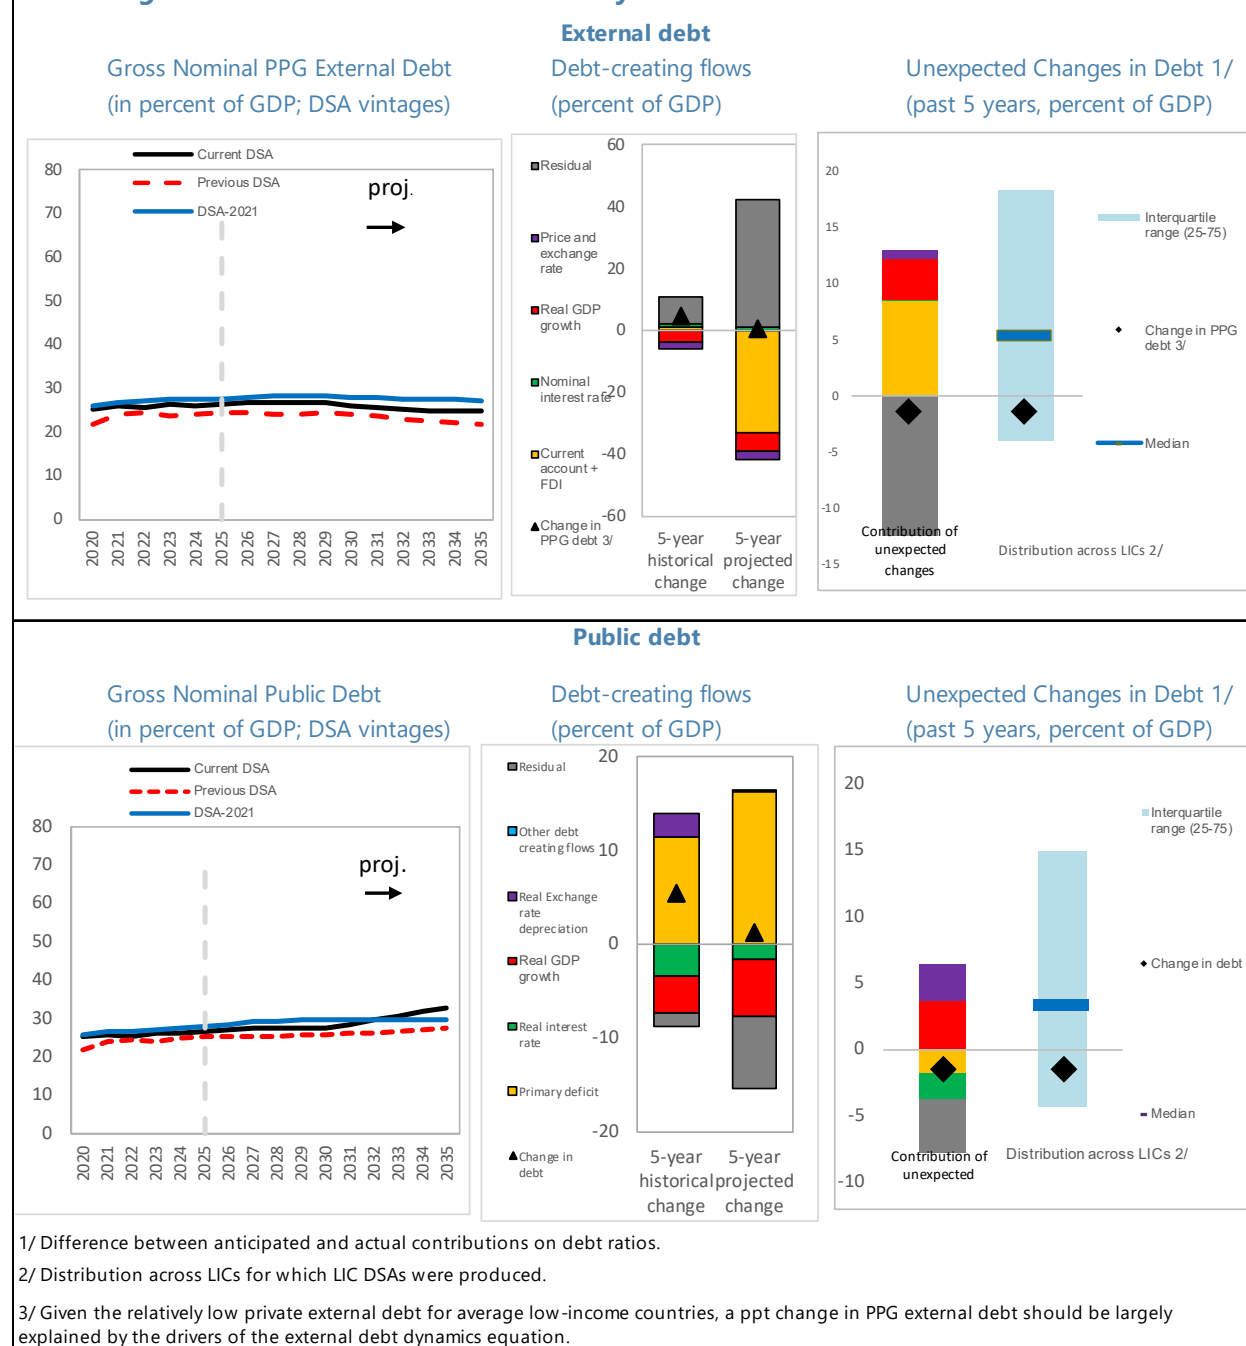 External debt
Gross Nominal PPG External Debt
(in percent of GDP; DSA vintages)
Debt-creating flows
(percent of GDP)
Unexpected Changes in Debt 1/
(past 5 years, percent of GDP)
Current DSA
Previous DSA
DSA-2021
proj.
80
70
60
50
40
30
20
10
0
2020
2021
2022
2023
2024
2025
2026
2027
2028
2029
2030
2031
2032
2033
2034
2035
Residual
Price and
exchange
rate
Real GDP
growth
Nominal
interest rate
Current
account +
FDI
Change in
PPG debt 3/
60
40
20
0
-20
-40
-60
5-year
historical
change
5-year
projected
change
20
15
10
5
0
-5
-10
-15
Contribution of
unexpected
changes
Distribution across LICs 2/
Interquartile
range (25-75)
Change in PPG
debt 3/
Median
Public debt
Gross Nominal Public Debt
(in percent of GDP; DSA vintages)
Debt-creating flows
(percent of GDP)
Unexpected Changes in Debt 1/
(past 5 years, percent of GDP)
Current DSA
Previous DSA
DSA-2021
proj.
80
70
60
50
40
30
20
10
0
2020
2021
2022
2023
2024
2025
2026
2027
2028
2029
2030
2031
2032
2033
2034
2035
Residual
Other debt
creating flows
Real Exchange
rate
depreciation
Real GDP
growth
Real interest
rate
Primary deficit
Change in
debt
20
10
0
-10
-20
5-year
historical
change
5-year
projected
change
20
15
10
5
0
-5
-10
Contribution of
unexpected
Distribution across LICs 2/
Interquartile
range (25-75)
Change in debt
Median
1/ Difference between anticipated and actual contributions on debt ratios.
2/ Distribution across LICs for which LIC DSAs were produced.
3/ Given the relatively low private external debt for average low-income countries, a ppt change in PPG external debt should be largely
explained by the drivers of the external debt dynamics equation.